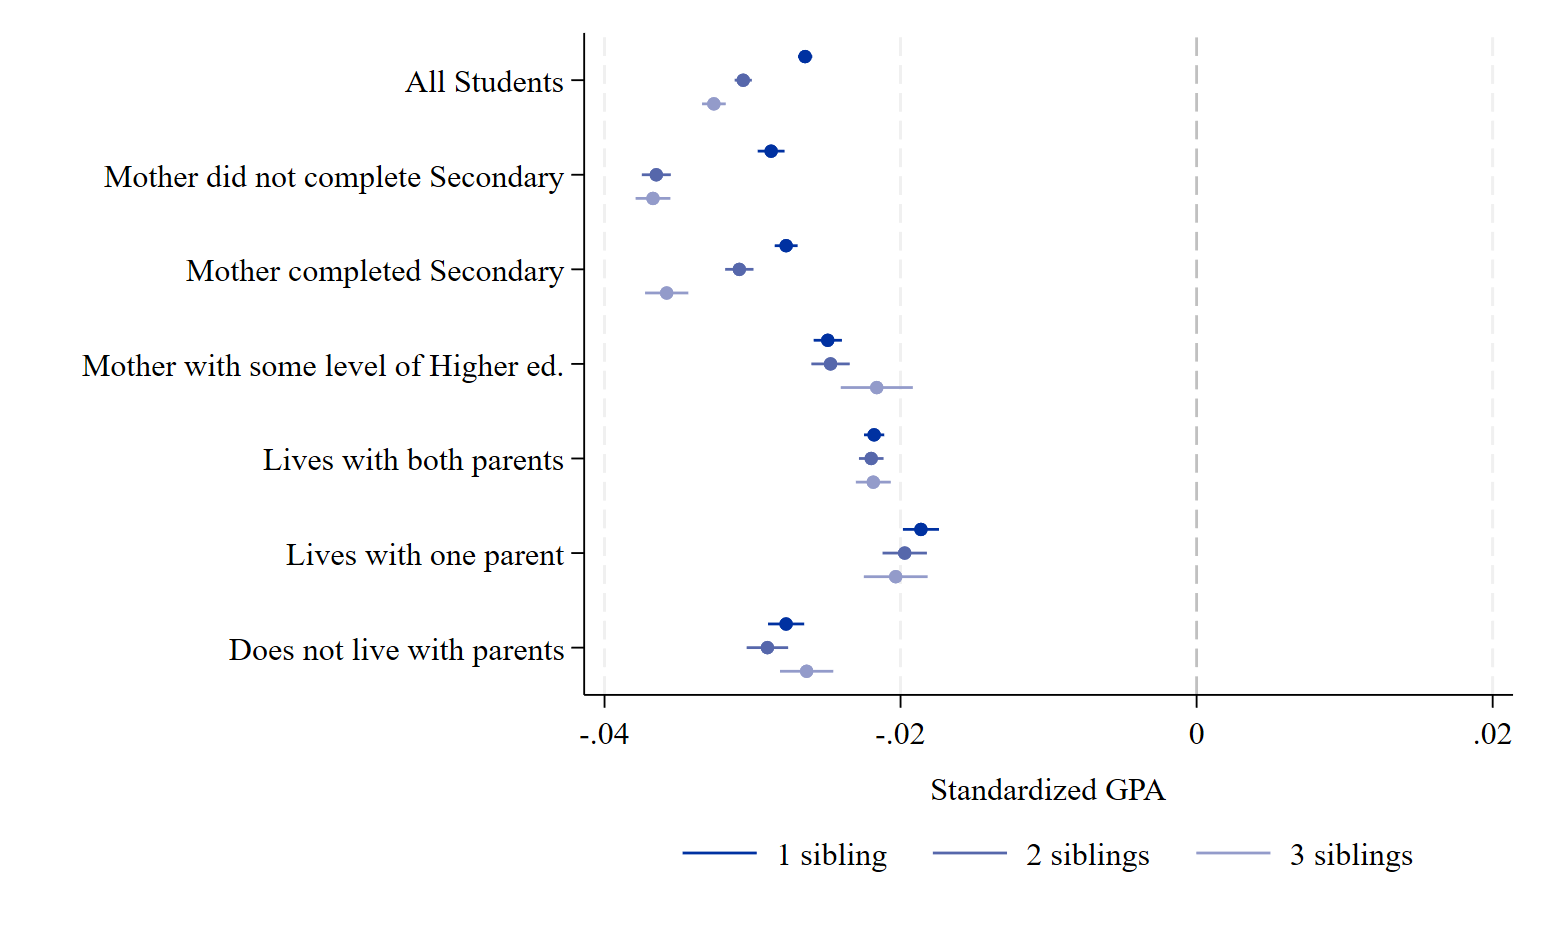 All Students
Mother did not complete Secondary
Mother completed Secondary
Mother with some level of Higher ed.
Lives with both parents
Lives with one parent
Does not live with parents
-.04 -.02 0 .02
Standardized GPA
1 sibling 2 siblings 3 siblings